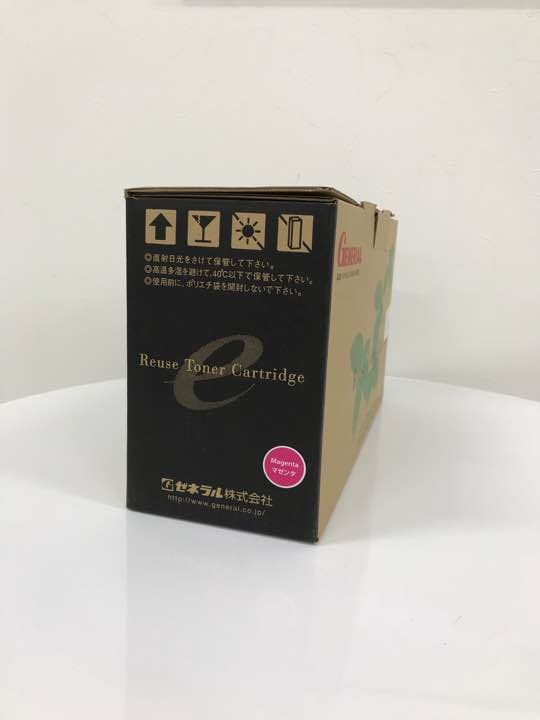 ◎直射日光をさけて保管して下さい。
◎高温多湿を避けて、40℃以下で保管して下さい。
◎使用前に、ポリエチ袋を開封しないで下さい。
e
Reuse Toner Cartridge
Magenta
マゼンタ
G ゼネラル株式会社
http://www.general.co.jp/
GENERAL